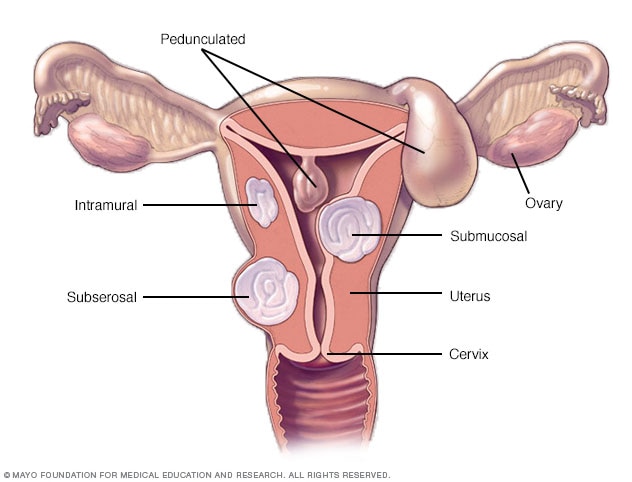 Pedunculated
Intramural
Ovary
Submucosal
Subserosal
Uterus
Cervix
© MAYO FOUNDATION FOR MEDICAL EDUCATION AND RESEARCH. ALL RIGHTS RESERVED.